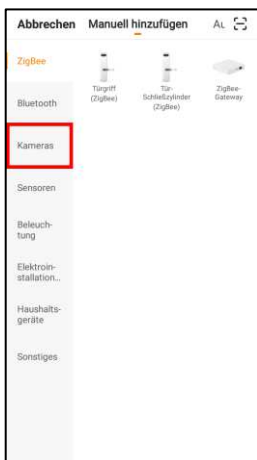 Abbrechen Manuell hinzufügen Au
ZigBee
Türgriff
(ZigBee)
Tür-
Schließzylinder
(ZigBee)
ZigBee-
Gateway
Bluetooth
Kameras
Sensoren
Beleuch-
tung
Elektroin-
stallation...
Haushalts-
geräte
Sonstiges